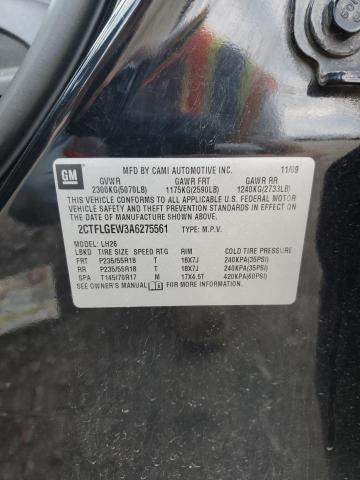 GM
MFD. BY CAMI AUTOMOTIVE INC. 11/09
GVWR GAWR FRT GAWR RR
2300KG(5070LB) 1175KG(2590LB) 1240KG(2733LB)
THIS VEHICLE CONFORMS TO ALL APPLICABLE U.S. FEDERAL
MOTOR VEHICLE SAFETY, BUMPER, AND THEFT PREVENTION
STANDARDS IN EFFECT ON THE DATE OF MANUFACTURE SHOWN ABOVE.
2CTFLGEW3A6275561 TYPE: M.P.V.
MODEL: LH26
LBKD TIRE SIZE SPEED RTG RIM COLD TIRE PRESSURE
FRT P235/55R18 T 18X7J 240KPA(35PSI)
RR P235/55R18 T 18X7J 240KPA(35PSI)
SPA T145/70R17 M 17X4.5T 420KPA(60PSI)
SEE OWNER'S MANUAL FOR MORE INFORMATION.